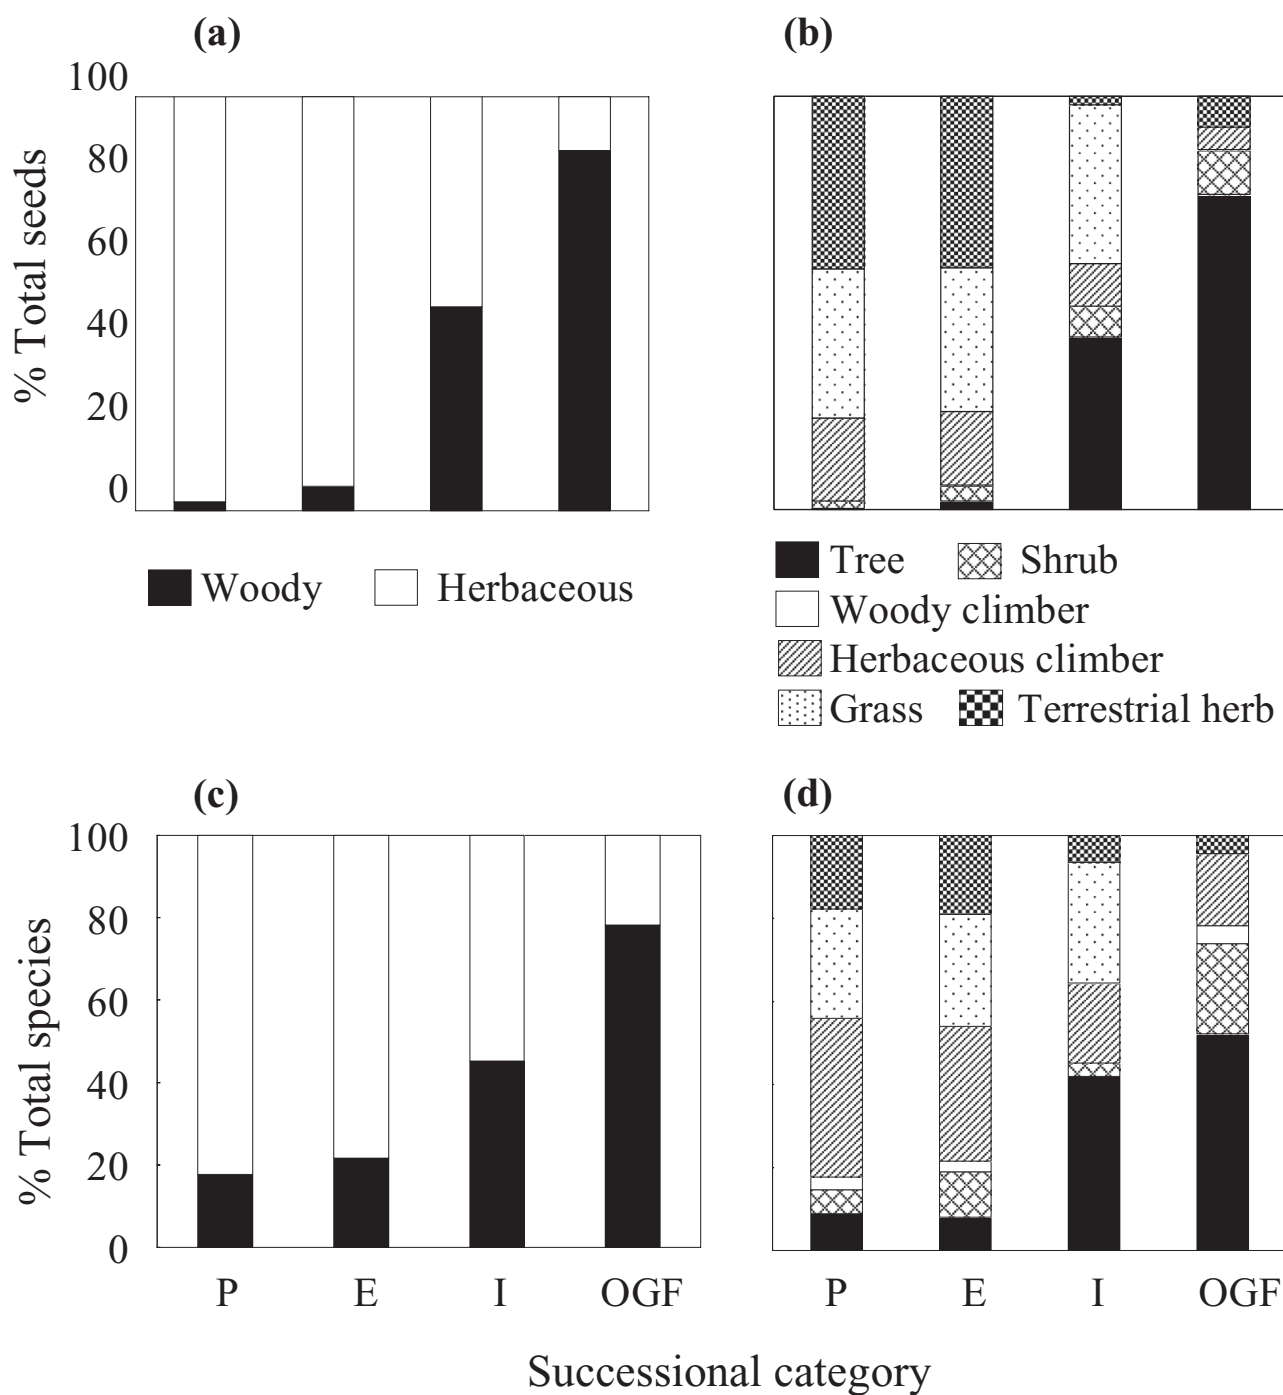 (a)
(b)
100
80
60
40
20
0
% Total seeds
Woody Herbaceous
Tree Shrub
Woody climber
Herbaceous climber
Grass Terrestrial herb
(c)
(d)
100
80
60
40
20
0
% Total species
P E I OGF
P E I OGF
Successional category